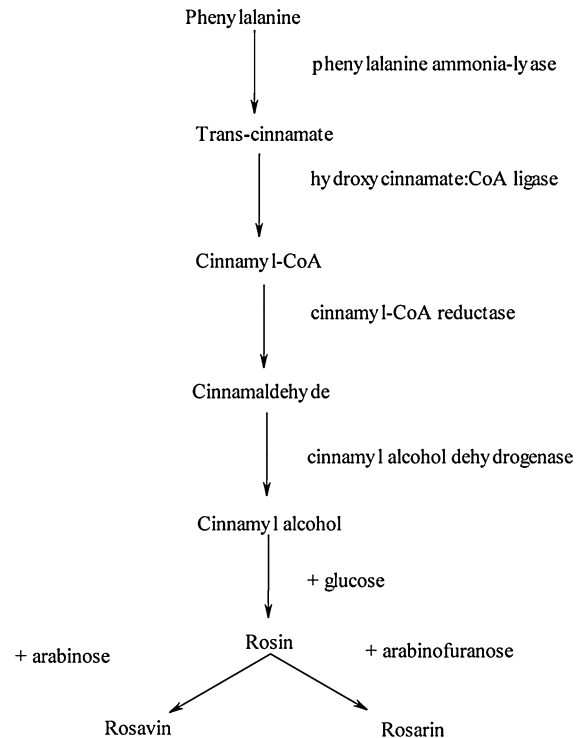 Phenylalanine
phenylalanine ammonia-lyase
Trans-cinnamate
hydroxycinnamate:CoA ligase
Cinnamyl-CoA
cinnamyl-CoA reductase
Cinnamaldehyde
cinnamyl alcohol dehydrogenase
Cinnamyl alcohol
+ glucose
Rosin
+ arabinose
+ arabinofuranose
Rosavin
Rosarin